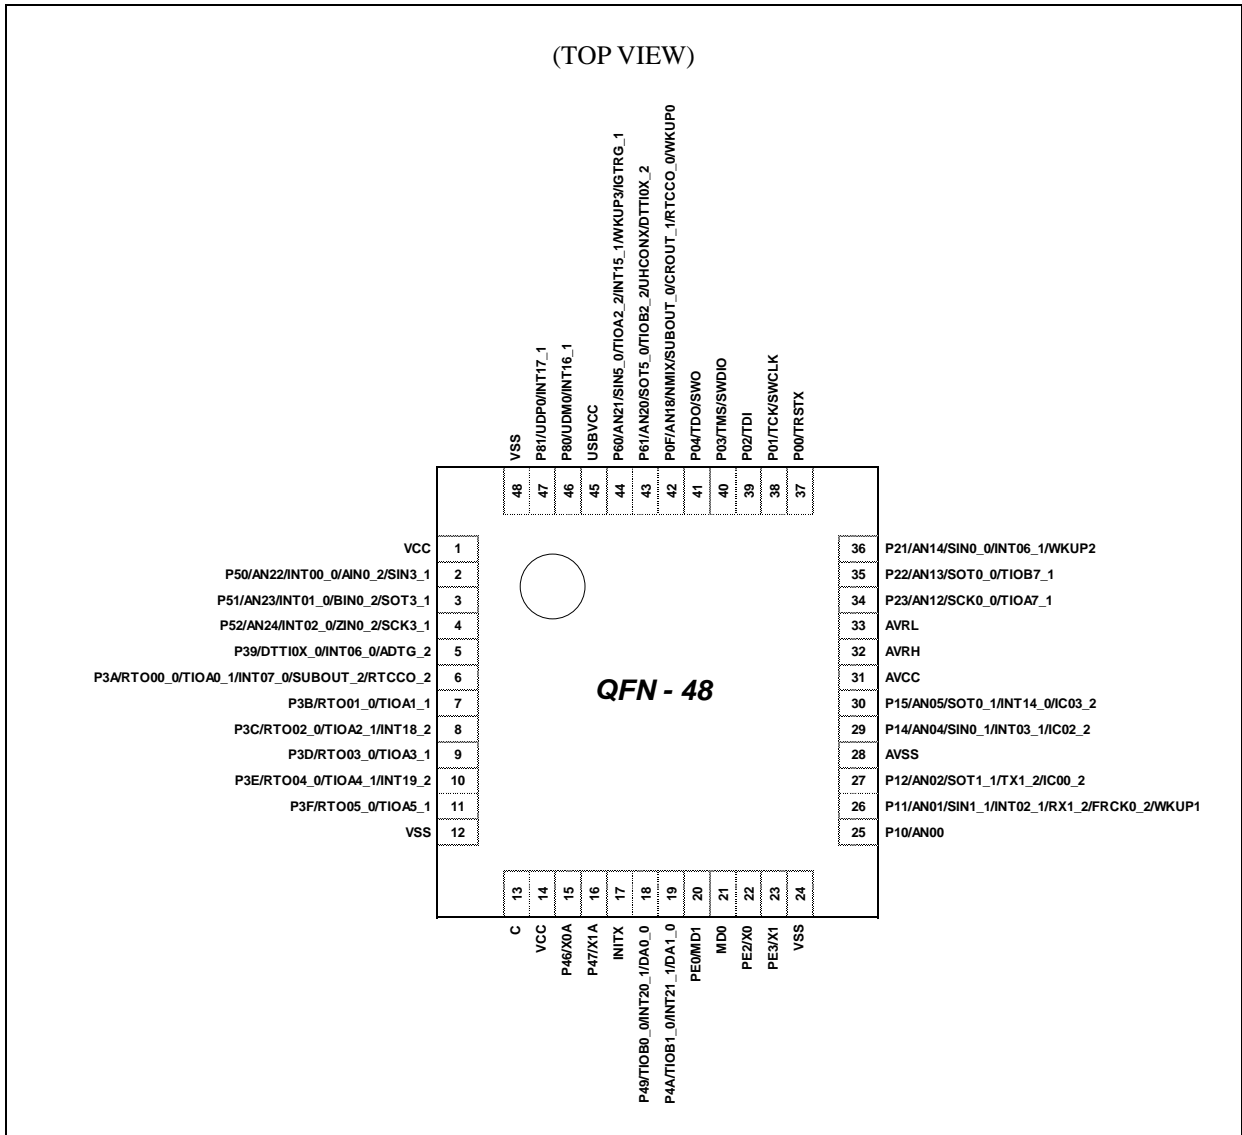 (TOP VIEW)
VSS
P81/UDP0/INT17_1
P80/UDM0/INT16_1
USBVCC
P60/AN21/SIN5_0/TIOA2_2/INT15_1/WKUP3/IGTRG_1
P61/AN20/SOT5_0/TIOB2_2/UHCONX/DTTI0X_2
P0F/AN18/NMIX/SUBOUT_0/CROUT_1/RTCCO_0/WKUP0
P04/TDO/SWO
P03/TMS/SWDIO
P02/TDI
P01/TCK/SWCLK
P00/TRSTX
48
47
46
45
44
43
42
41
40
39
38
37
VCC 1
P50/AN22/INT00_0/AIN0_2/SIN3_1 2
P51/AN23/INT01_0/BIN0_2/SOT3_1 3
P52/AN24/INT02_0/ZIN0_2/SCK3_1 4
P39/DTTI0X_0/INT06_0/ADTG_2 5
P3A/RTO00_0/TIOA0_1/INT07_0/SUBOUT_2/RTCCO_2 6
P3B/RTO01_0/TIOA1_1 7
P3C/RTO02_0/TIOA2_1/INT18_2 8
P3D/RTO03_0/TIOA3_1 9
P3E/RTO04_0/TIOA4_1/INT19_2 10
P3F/RTO05_0/TIOA5_1 11
VSS 12
QFN - 48
36 P21/AN14/SIN0_0/INT06_1/WKUP2
35 P22/AN13/SOT0_0/TIOB7_1
34 P23/AN12/SCK0_0/TIOA7_1
33 AVRL
32 AVRH
31 AVCC
30 P15/AN05/SOT0_1/INT14_0/IC03_2
29 P14/AN04/SIN0_1/INT03_1/IC02_2
28 AVSS
27 P12/AN02/SOT1_1/TX1_2/IC00_2
26 P11/AN01/SIN1_1/INT02_1/RX1_2/FRCK0_2/WKUP1
25 P10/AN00
13
14
15
16
17
18
19
20
21
22
23
24
C
VCC
P46/X0A
P47/X1A
INITX
P49/TIOB0_0/INT20_1/DA0_0
P4A/TIOB1_0/INT21_1/DA1_0
PE0/MD1
MD0
PE2/X0
PE3/X1
VSS